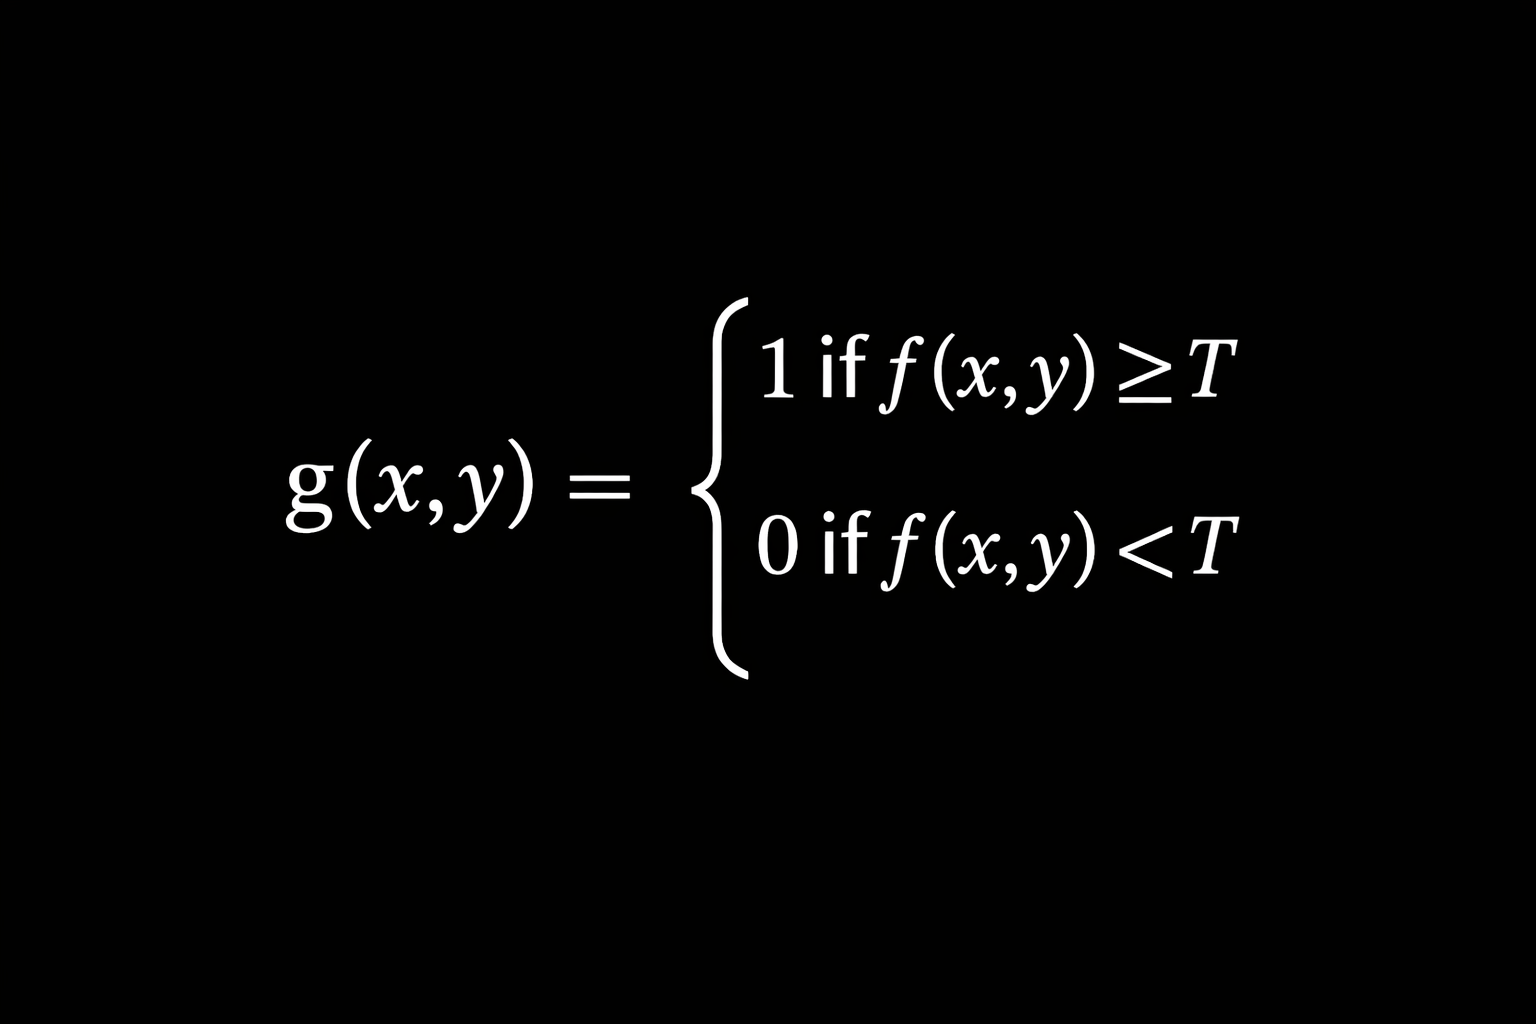 1 if f(x,y) ≥ T
g(x,y) = {
0 if f(x,y) < T